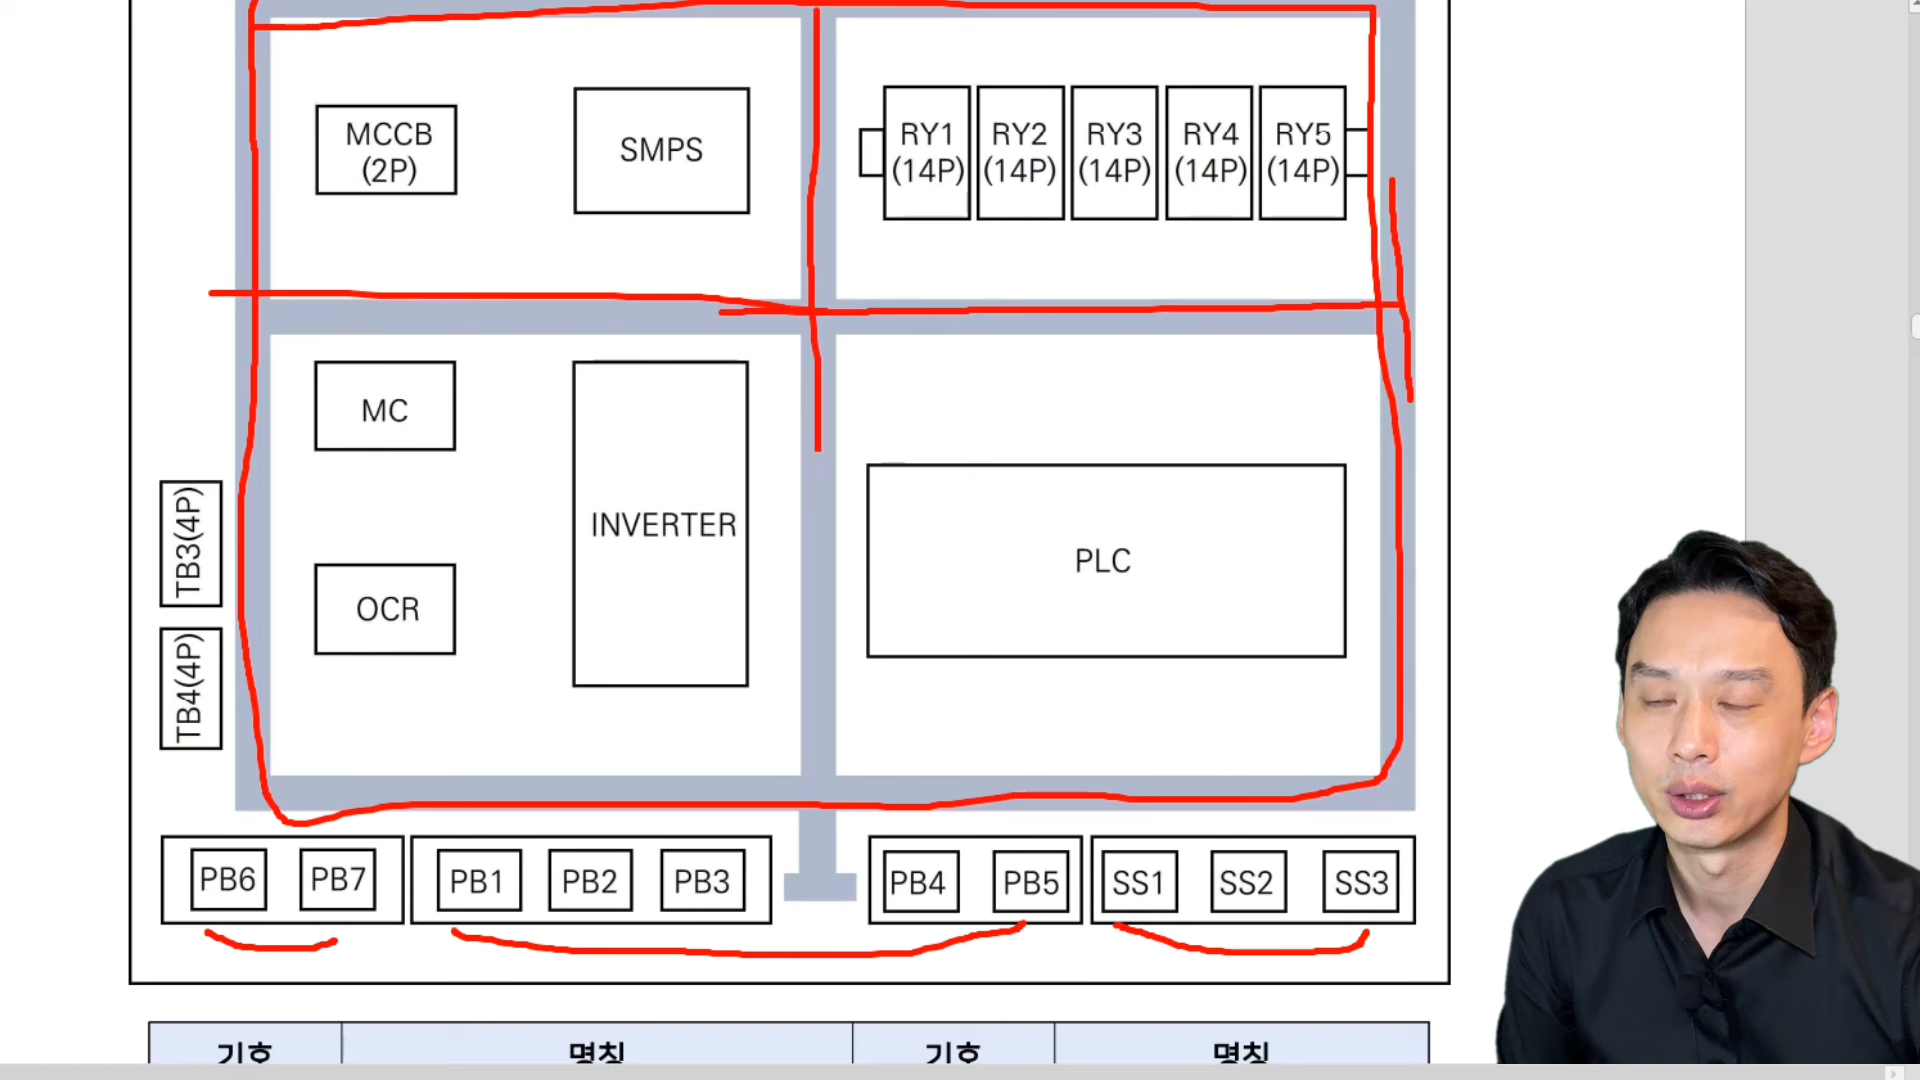 MCCB
(2P)
SMPS
RY1
(14P)
RY2
(14P)
RY3
(14P)
RY4
(14P)
RY5
(14P)
MC
INVERTER
OCR
PLC
TB3(4P)
TB4(4P)
PB6
PB7
PB1
PB2
PB3
PB4
PB5
SS1
SS2
SS3
기호
명칭
기호
명칭